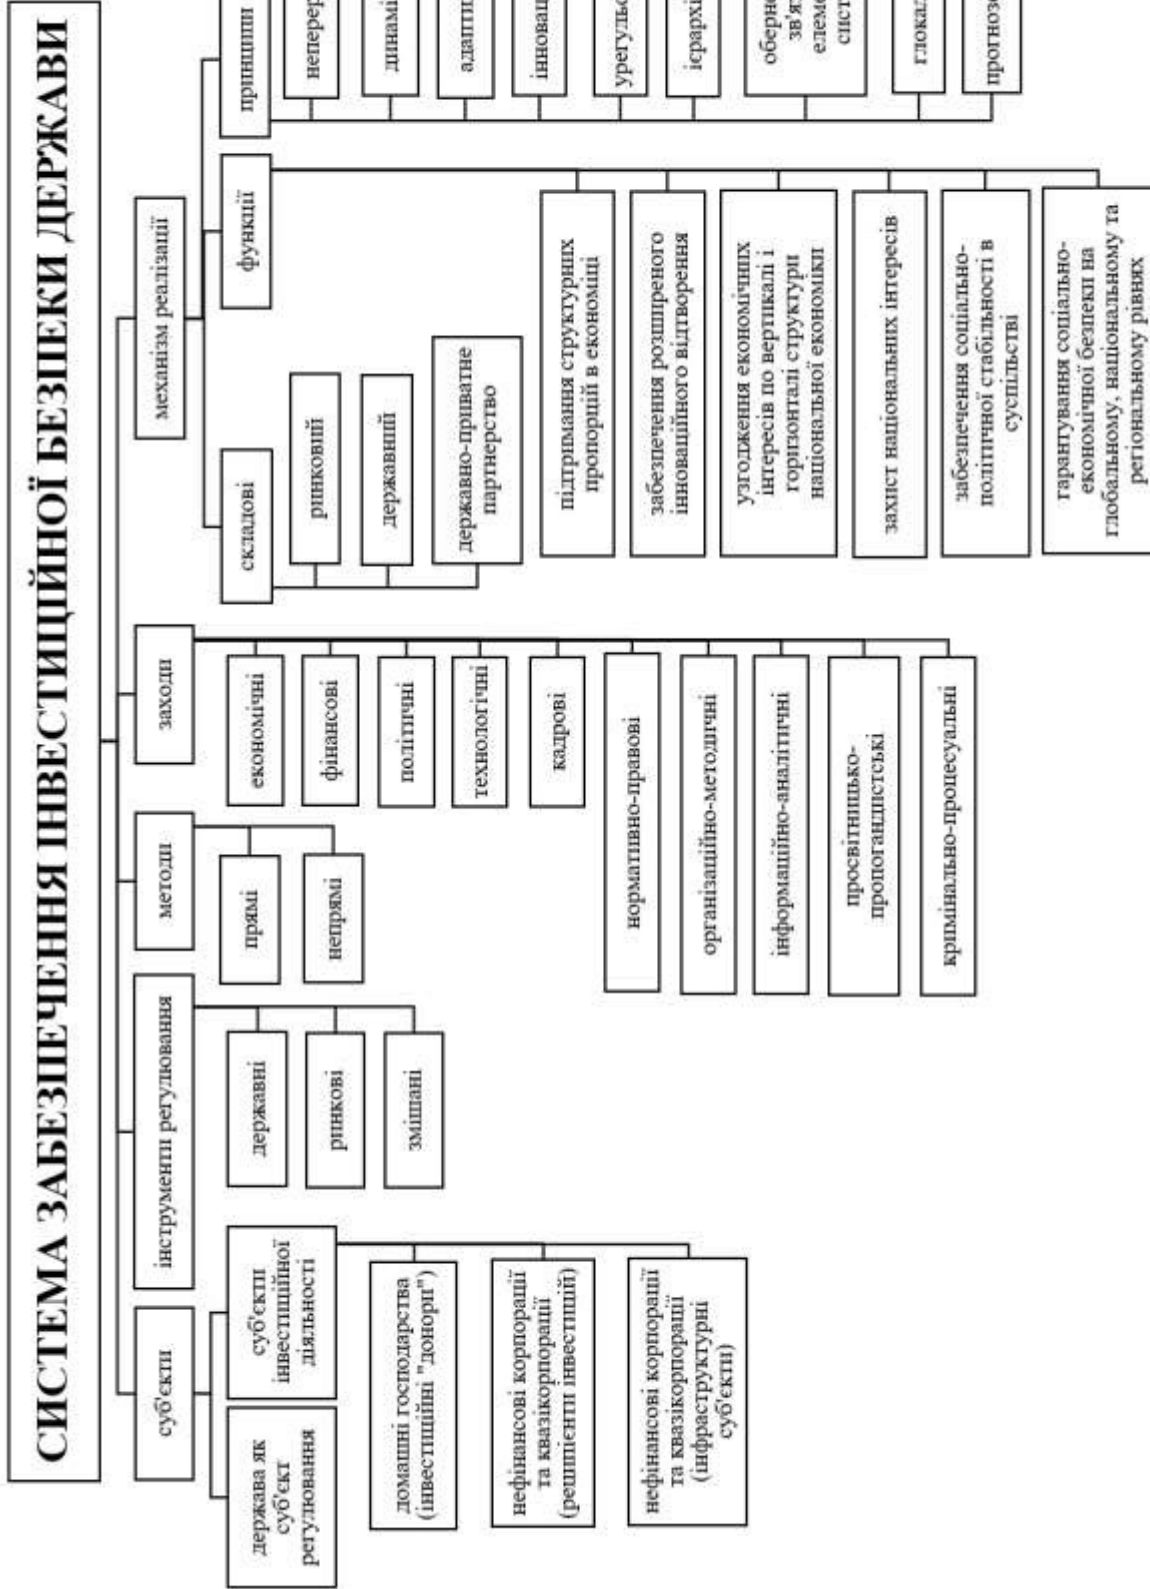 СИСТЕМА ЗАБЕЗПЕЧЕННЯ ІНВЕСТИЦІЙНОЇ БЕЗПЕКИ ДЕРЖАВИ
суб'єкти
інструменти регулювання
методи
заходи
механізм реалізації
держава як
суб'єкт
регулювання
суб'єкти
інвестиційної
діяльності
домашні господарства
(інвестиційні "донори")
нефінансові корпорації
та квазікорпорації
(реципієнти інвестицій)
нефінансові корпорації
та квазікорпорації
(інфраструктурні
суб'єкти)
державні
ринкові
змішані
прямі
непрямі
економічні
фінансові
політичні
технологічні
кадрові
нормативно-правові
організаційно-методичні
інформаційно-аналітичні
просвітницько-
пропогандистські
кримінально-процесуальні
складові
ринковий
державний
державно-приватне
партнерство
функції
підтримання структурних
пропорцій в економіці
забезпечення розширеного
інноваційного відтворення
узгодження економічних
інтересів по вертикалі і
горизонталі структури
національної економіки
захист національних інтересів
забезпечення соціально-
політичної стабільності в
суспільстві
гарантування соціально-
економічної безпеки на
глобальному, національному та
регіональному рівнях
принципи